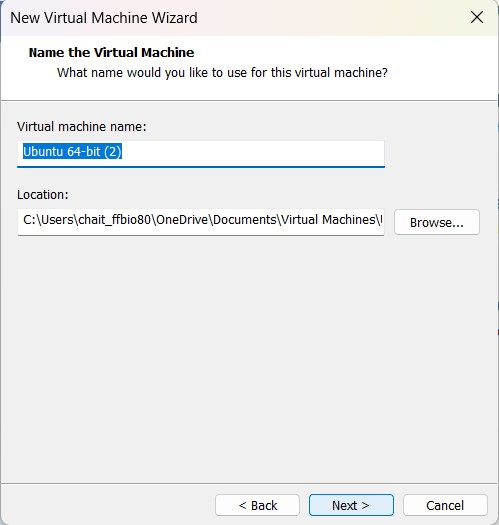 New Virtual Machine Wizard
Name the Virtual Machine
What name would you like to use for this virtual machine?
Virtual machine name:
Ubuntu 64-bit (2)
Location:
C:\Users\chait_ffbio80\OneDrive\Documents\Virtual Machines\
Browse...
< Back
Next >
Cancel